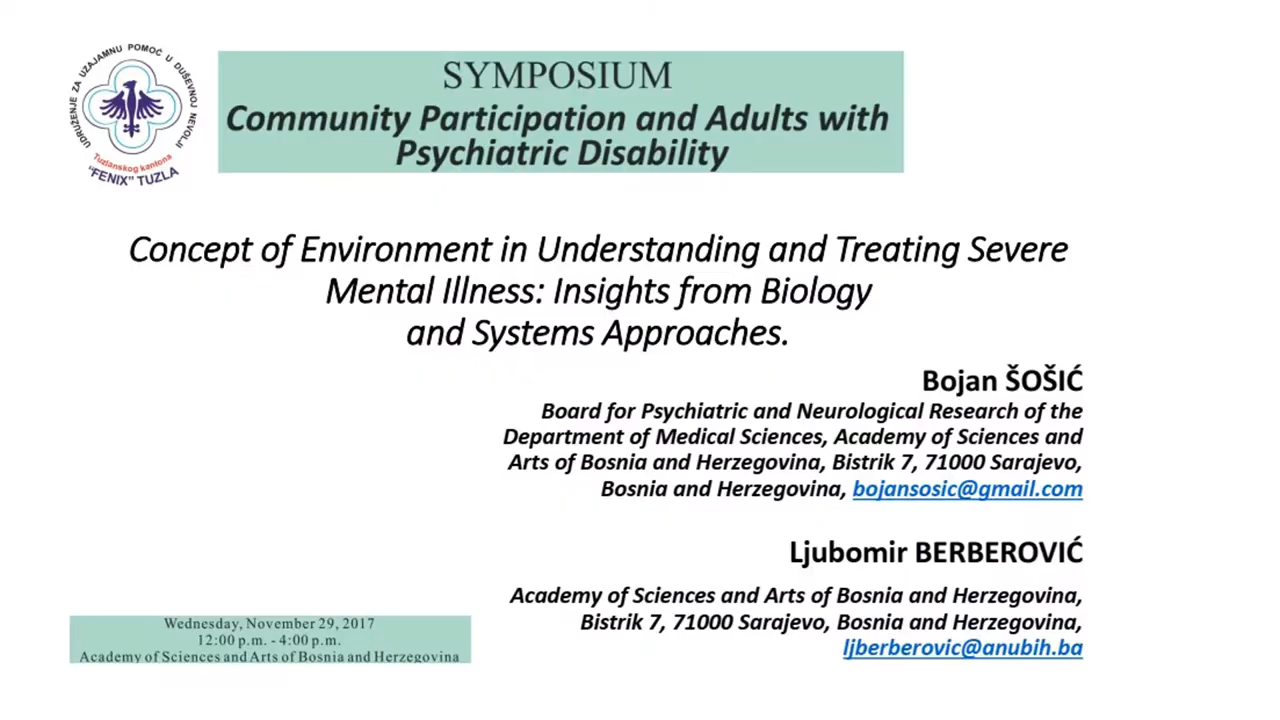 UDRUŽENJE ZA UZAJAMNU POMOĆ U DUŠEVNOJ NEVOLJI
Tuzlanskog kantona
"FENIX" TUZLA
SYMPOSIUM
Community Participation and Adults with
Psychiatric Disability
Concept of Environment in Understanding and Treating Severe
Mental Illness: Insights from Biology
and Systems Approaches.
Bojan ŠOŠIĆ
Board for Psychiatric and Neurological Research of the
Department of Medical Sciences, Academy of Sciences and
Arts of Bosnia and Herzegovina, Bistrik 7, 71000 Sarajevo,
Bosnia and Herzegovina, bojansosic@gmail.com
Ljubomir BERBEROVIĆ
Academy of Sciences and Arts of Bosnia and Herzegovina,
Bistrik 7, 71000 Sarajevo, Bosnia and Herzegovina,
ljberberovic@anubih.ba
Wednesday, November 29, 2017
12:00 p.m. - 4:00 p.m.
Academy of Sciences and Arts of Bosnia and Herzegovina